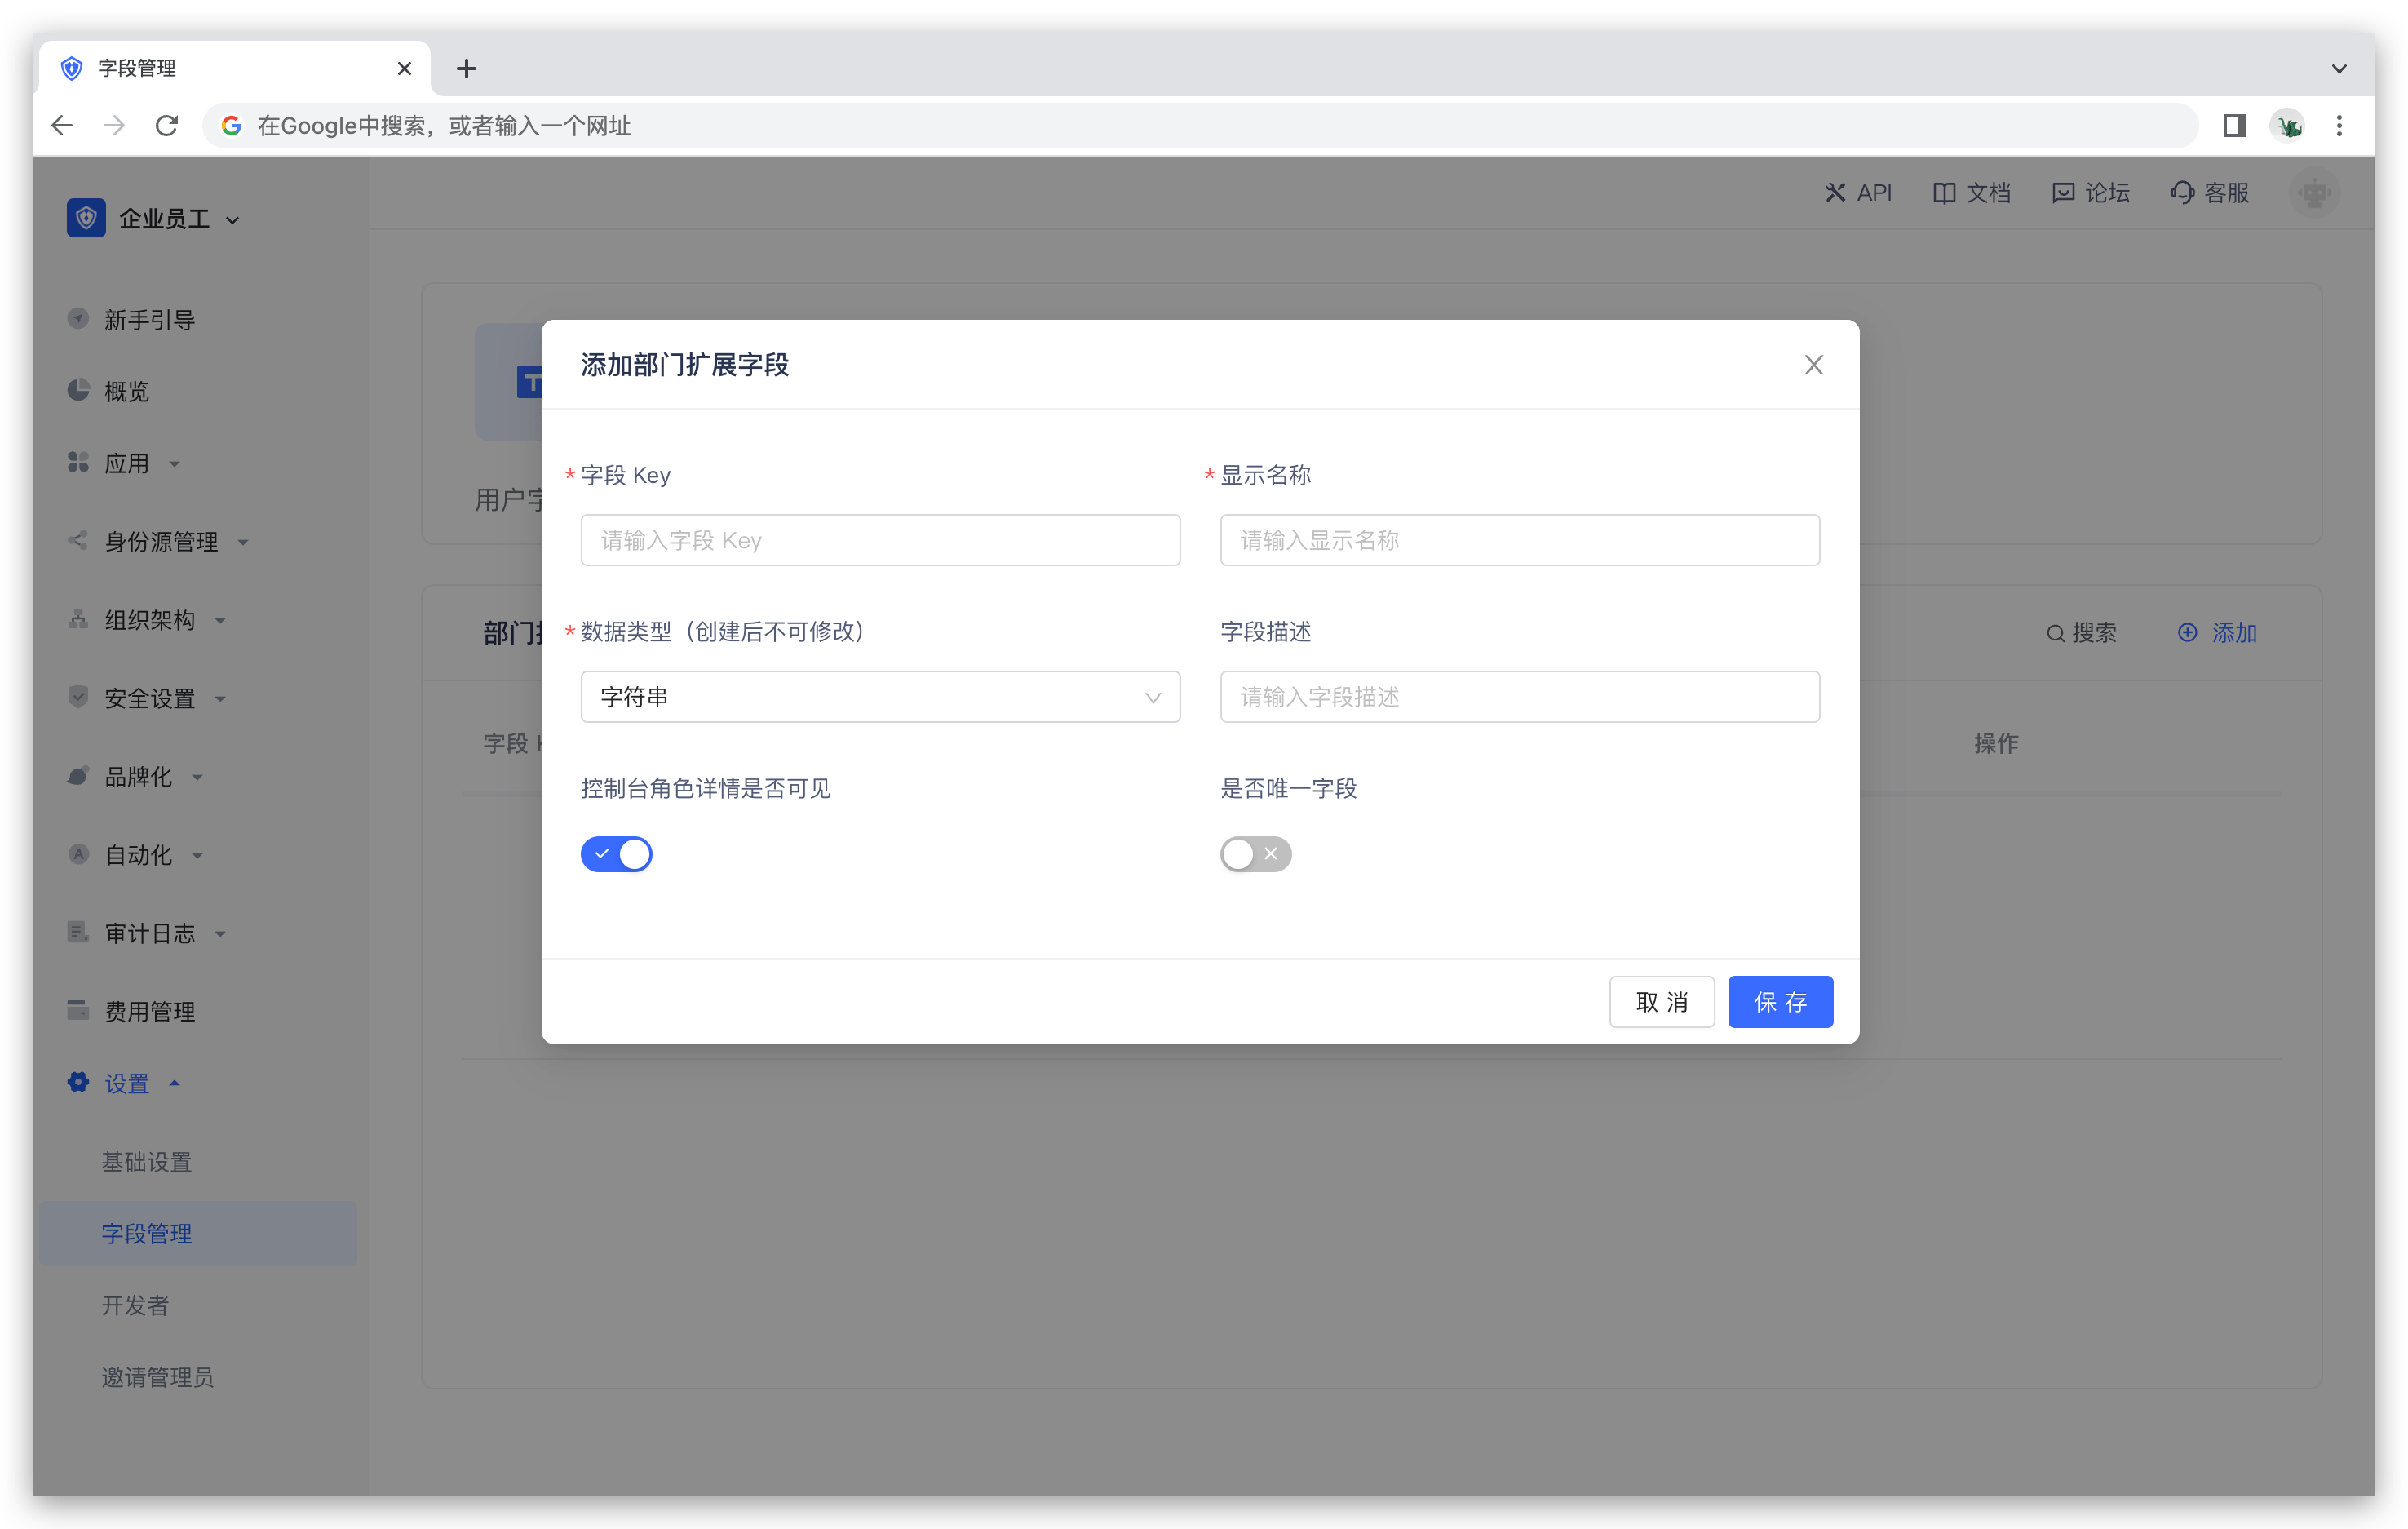 字段管理
在Google中搜索，或者输入一个网址
企业员工
API 文档 论坛 客服
新手引导
概览
应用
身份源管理
组织架构
安全设置
品牌化
自动化
审计日志
费用管理
设置
基础设置
字段管理
开发者
邀请管理员
用户字
部门
搜索 添加
字段
操作
添加部门扩展字段
* 字段 Key
请输入字段 Key
* 显示名称
请输入显示名称
* 数据类型（创建后不可修改）
字符串
字段描述
请输入字段描述
控制台角色详情是否可见
是否唯一字段
取 消 保 存